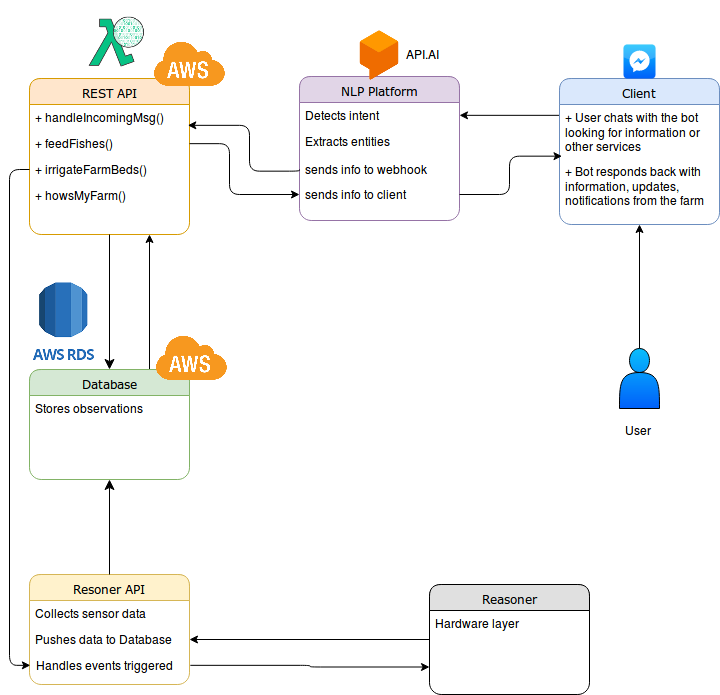 AWS
API.AI
REST API
+ handleIncomingMsg()
+ feedFishes()
+ irrigateFarmBeds()
+ howsMyFarm()
NLP Platform
Detects intent
Extracts entities
sends info to webhook
sends info to client
Client
+ User chats with the bot
looking for information or
other services
+ Bot responds back with
information, updates,
notifications from the farm
AWS RDS
AWS
Database
Stores observations
User
Resoner API
Collects sensor data
Pushes data to Database
Handles events triggered
Reasoner
Hardware layer